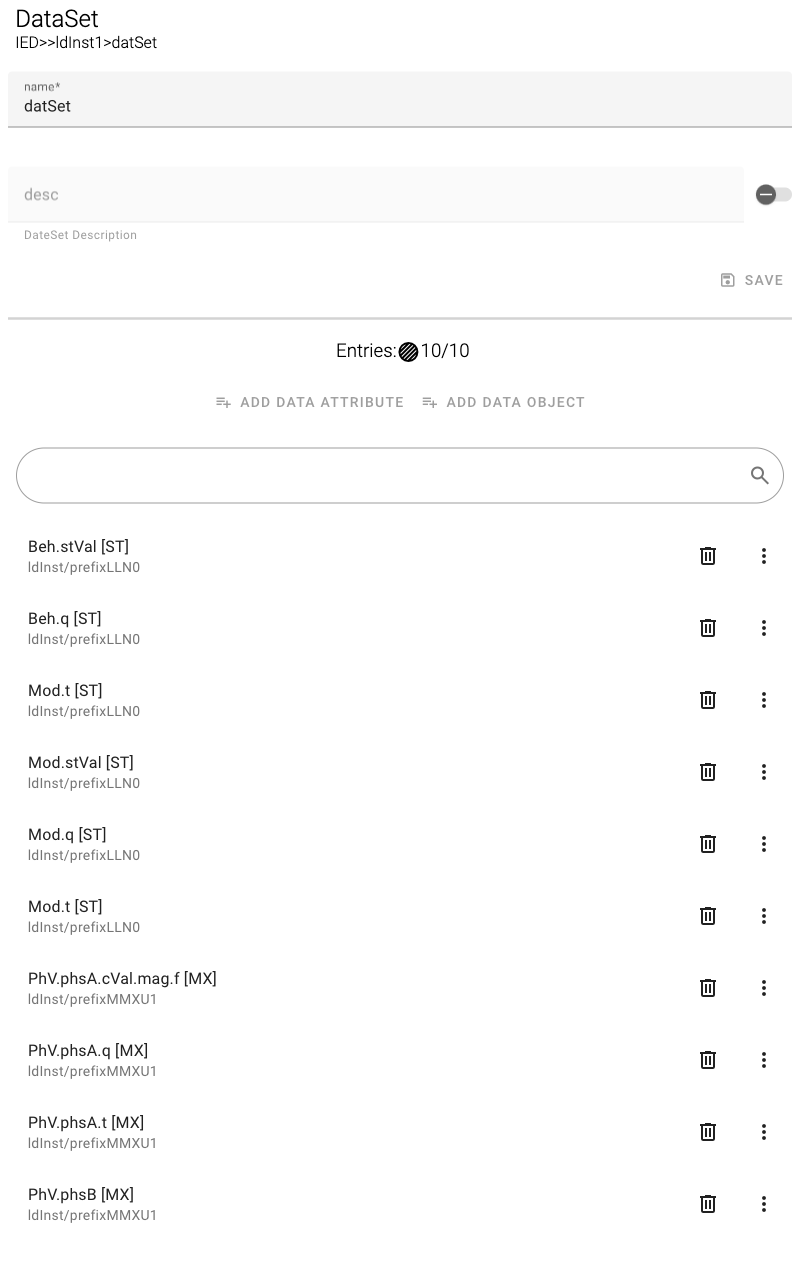 DataSet
IED>>ldInst1>datSet
name*
datSet
desc
DateSet Description
SAVE
Entries: 10/10
ADD DATA ATTRIBUTE ADD DATA OBJECT
Beh.stVal [ST]
ldInst/prefixLLN0
Beh.q [ST]
ldInst/prefixLLN0
Mod.t [ST]
ldInst/prefixLLN0
Mod.stVal [ST]
ldInst/prefixLLN0
Mod.q [ST]
ldInst/prefixLLN0
Mod.t [ST]
ldInst/prefixLLN0
PhV.phsA.cVal.mag.f [MX]
ldInst/prefixMMXU1
PhV.phsA.q [MX]
ldInst/prefixMMXU1
PhV.phsA.t [MX]
ldInst/prefixMMXU1
PhV.phsB [MX]
ldInst/prefixMMXU1